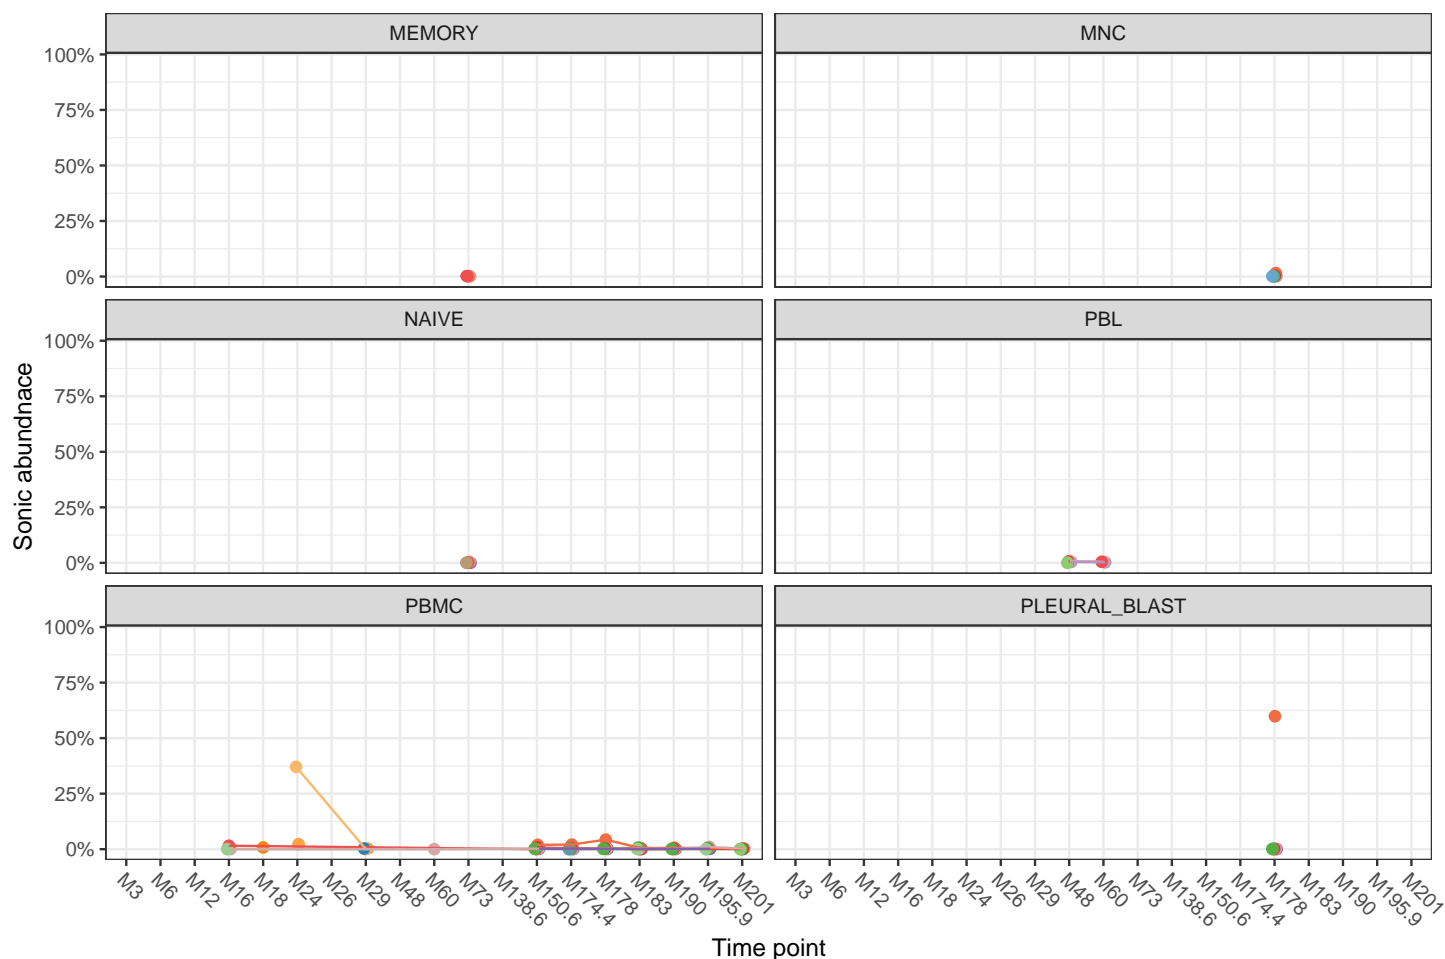 MEMORY
MNC
100%
75%
50%
25%
0%
NAIVE
PBL
100%
75%
50%
25%
0%
Sonic abundnace
PBMC
PLEURAL_BLAST
100%
75%
50%
25%
0%
M3 M6 M12 M16 M18 M24 M26 M29 M48 M60 M73 M138.6 M150.6 M174.4 M178 M183 M190 M195.9 M201
M3 M6 M12 M16 M18 M24 M26 M29 M48 M60 M73 M138.6 M150.6 M174.4 M178 M183 M190 M195.9 M201
Time point